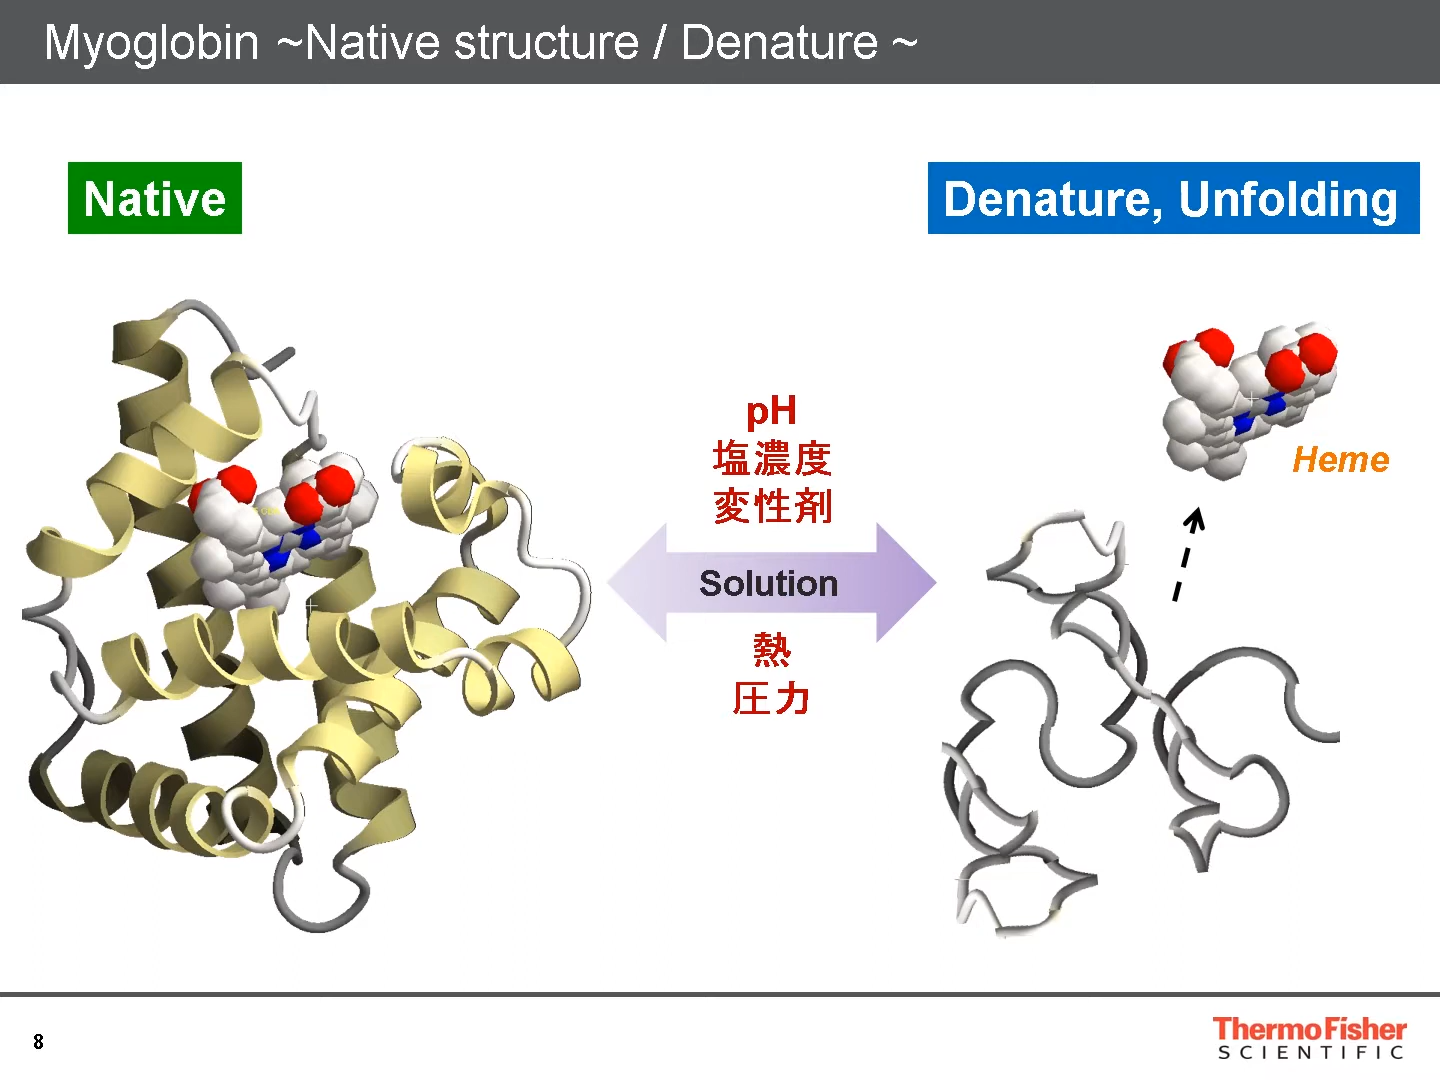 Myoglobin ~Native structure / Denature ~
Native
Denature, Unfolding
pH
塩濃度
変性剤
Solution
熱
圧力
Heme
8
ThermoFisher
SCIENTIFIC